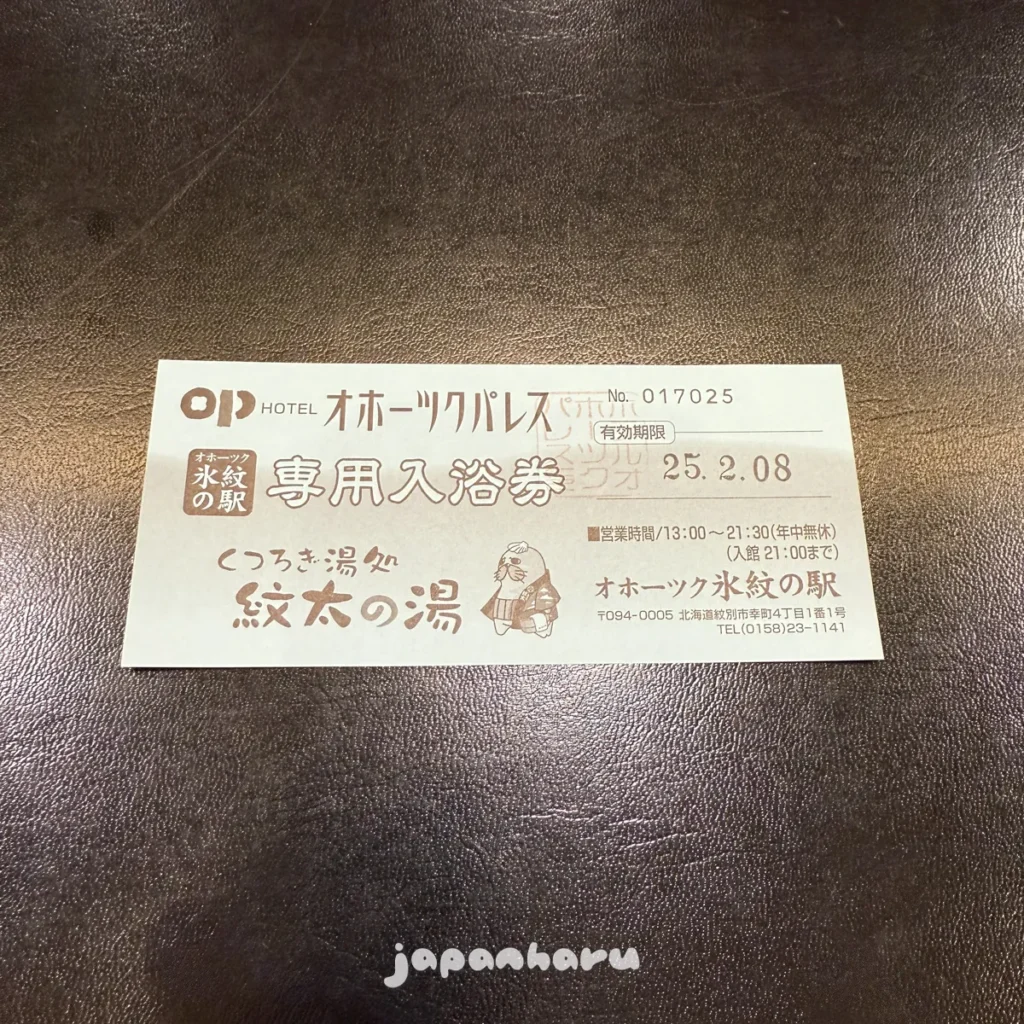 OP HOTEL オホーツクパレス
No. 017025
有効期限
25.2.08
オホーツク
氷紋
の駅
専用入浴券
くつろぎ湯処
紋太の湯
■営業時間/13:00～21:30(年中無休)
(入館 21:00まで)
オホーツク氷紋の駅
〒094-0005 北海道紋別市幸町4丁目1番1号
TEL(0158)23-1141
japanharu